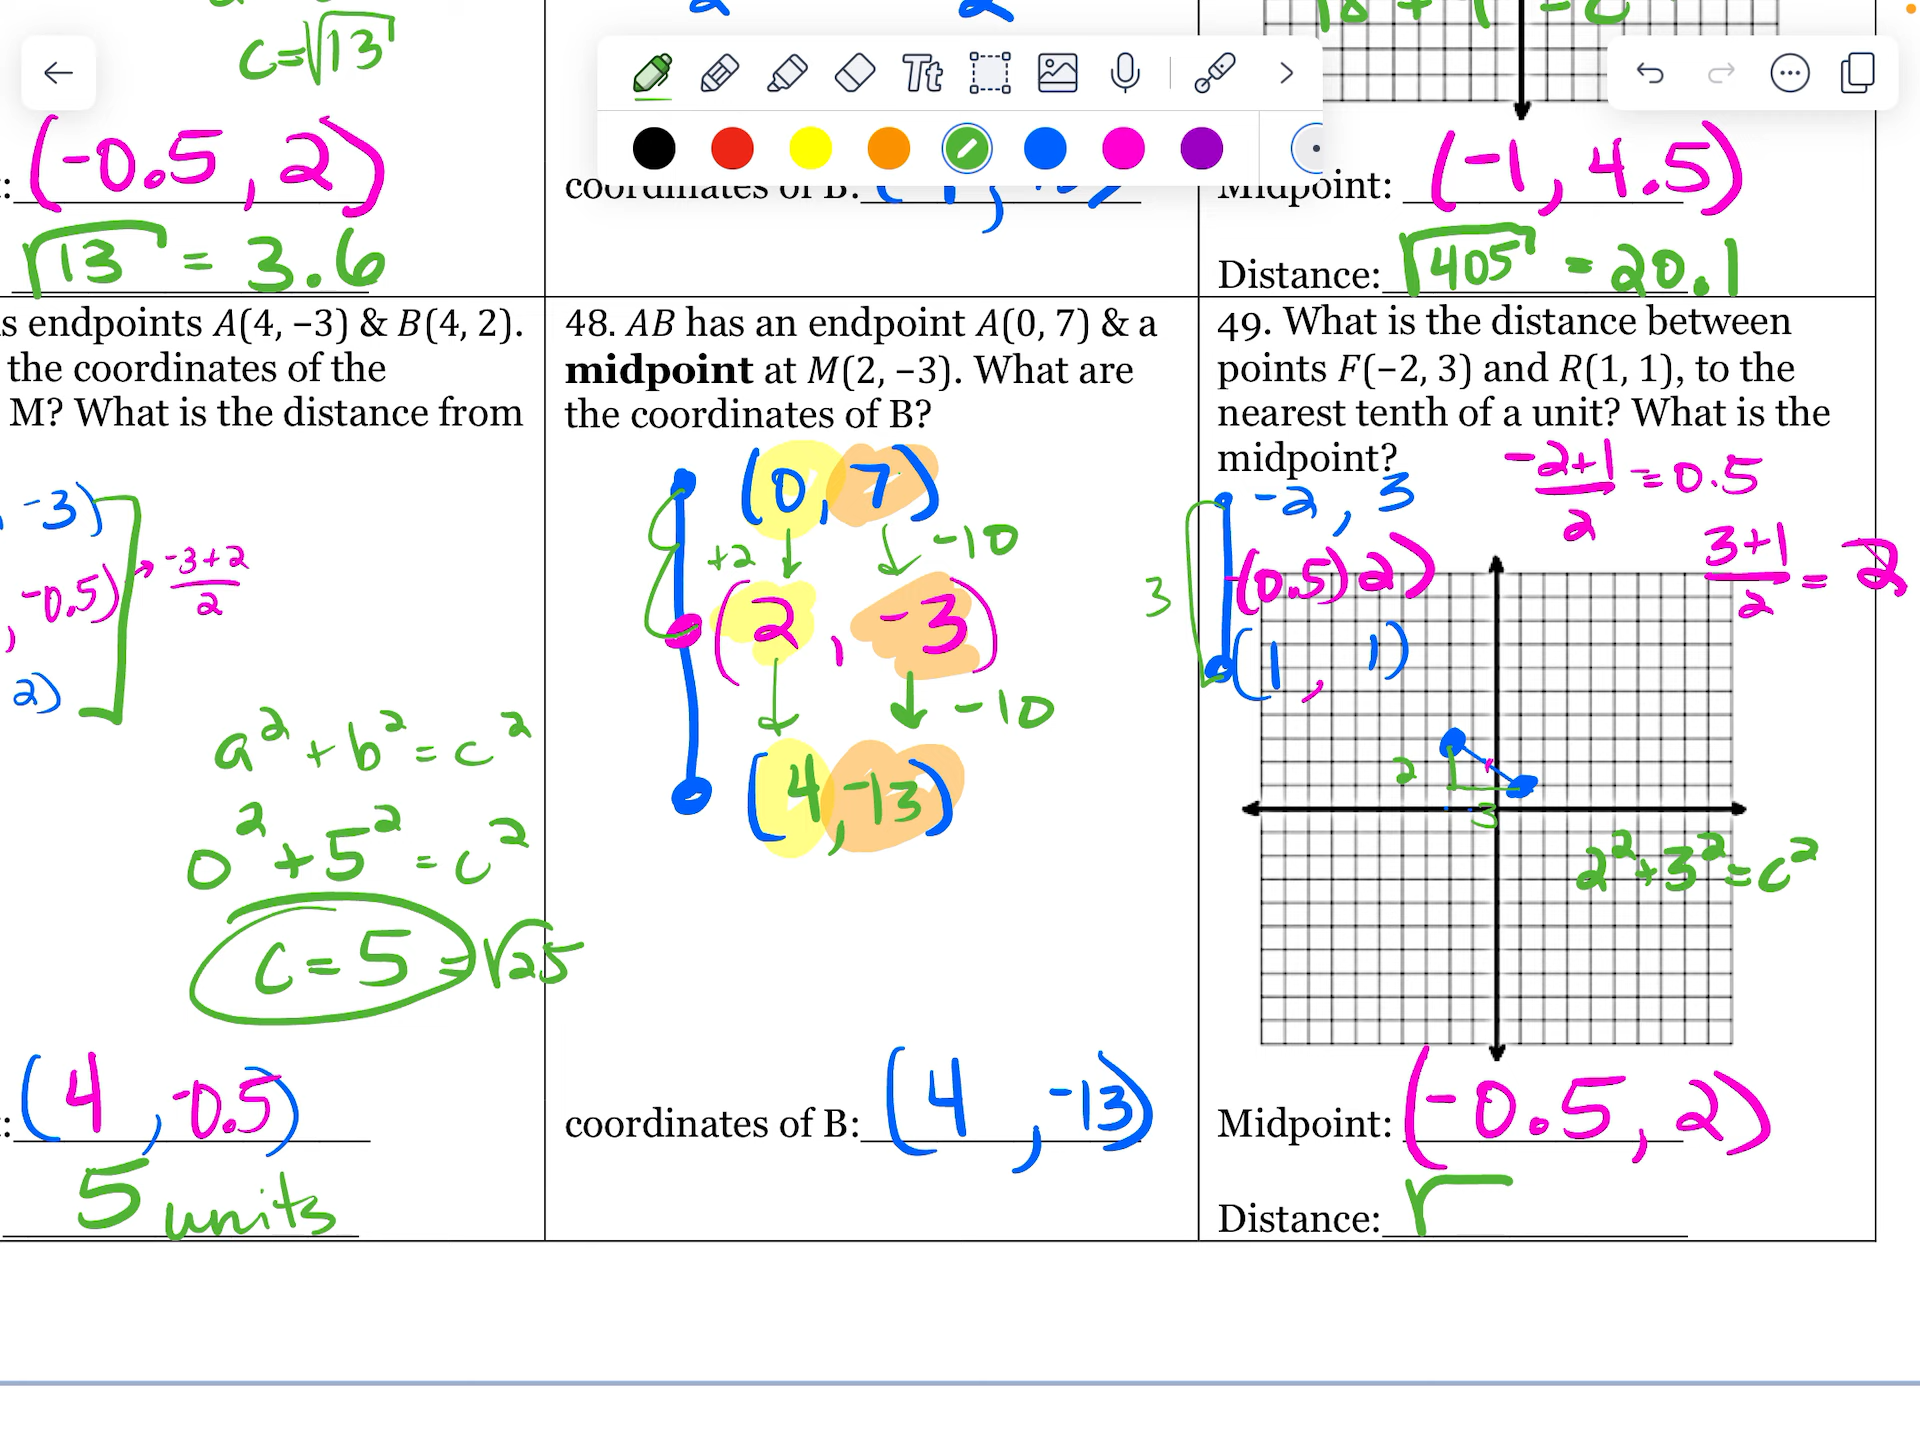 c=√13
(-0.5, 2)
√13 = 3.6
coordinates of B:
Midpoint: (-1, 4.5)
Distance: √405 = 20.1
s endpoints A(4, −3) & B(4, 2).
the coordinates of the
M? What is the distance from
-3)
-0.5) → -3+2
2
2)
a² + b² = c²
0² + 5² = c²
c = 5 = √25
(4, -0.5)
5 units
48. AB has an endpoint A(0, 7) & a
midpoint at M(2, −3). What are
the coordinates of B?
(0, 7)
+2 -10
(2, -3)
-10
(4, -13)
coordinates of B: (4, -13)
49. What is the distance between
points F(−2, 3) and R(1, 1), to the
nearest tenth of a unit? What is the
midpoint?
-2+1
2
=0.5
-2, 3
3+1
2
= 2
(0.5) 2)
3
(1, 1)
2
3
2²+3²=c²
Midpoint: (-0.5, 2)
Distance: √
Tt